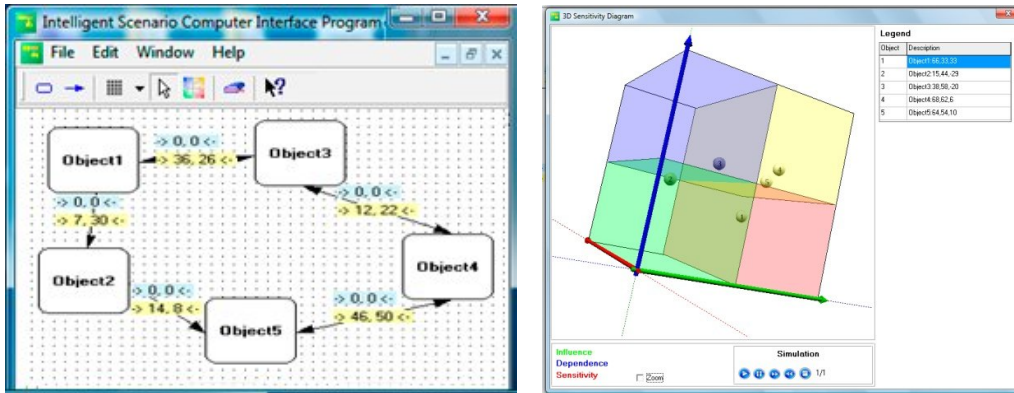 Intelligent Scenario Computer Interface Program
File Edit Window Help
Object1
-> 0, 0 <-
-> 36, 26 <-
Object3
-> 0, 0 <-
-> 7, 30 <-
-> 0, 0 <-
-> 12, 22 <-
Object2
Object4
-> 0, 0 <-
-> 14, 8 <-
-> 0, 0 <-
-> 46, 50 <-
Object5
3D Sensitivity Diagram
Legend
Object Description
1 Object1:66,33,33
2 Object2:15,44,-29
3 Object3:38,58,-20
4 Object4:68,62,6
5 Object5:64,54,10
Influence
Dependence
Sensitivity
Zoom
Simulation
1/1